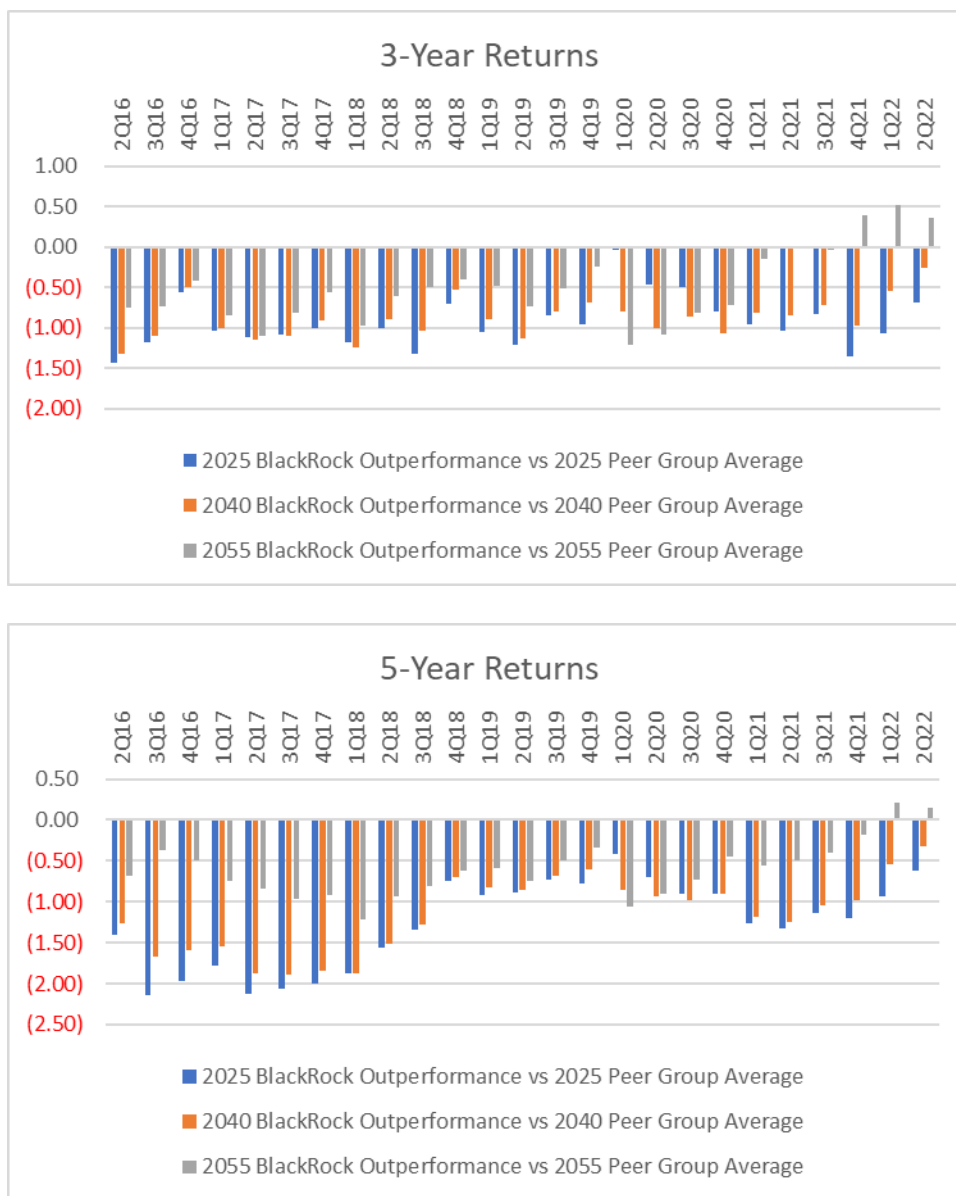 3-Year Returns
2Q16 3Q16 4Q16 1Q17 2Q17 3Q17 4Q17 1Q18 2Q18 3Q18 4Q18 1Q19 2Q19 3Q19 4Q19 1Q20 2Q20 3Q20 4Q20 1Q21 2Q21 3Q21 4Q21 1Q22 2Q22
1.00
0.50
0.00
(0.50)
(1.00)
(1.50)
(2.00)
2025 BlackRock Outperformance vs 2025 Peer Group Average
2040 BlackRock Outperformance vs 2040 Peer Group Average
2055 BlackRock Outperformance vs 2055 Peer Group Average
5-Year Returns
2Q16 3Q16 4Q16 1Q17 2Q17 3Q17 4Q17 1Q18 2Q18 3Q18 4Q18 1Q19 2Q19 3Q19 4Q19 1Q20 2Q20 3Q20 4Q20 1Q21 2Q21 3Q21 4Q21 1Q22 2Q22
0.50
0.00
(0.50)
(1.00)
(1.50)
(2.00)
(2.50)
2025 BlackRock Outperformance vs 2025 Peer Group Average
2040 BlackRock Outperformance vs 2040 Peer Group Average
2055 BlackRock Outperformance vs 2055 Peer Group Average